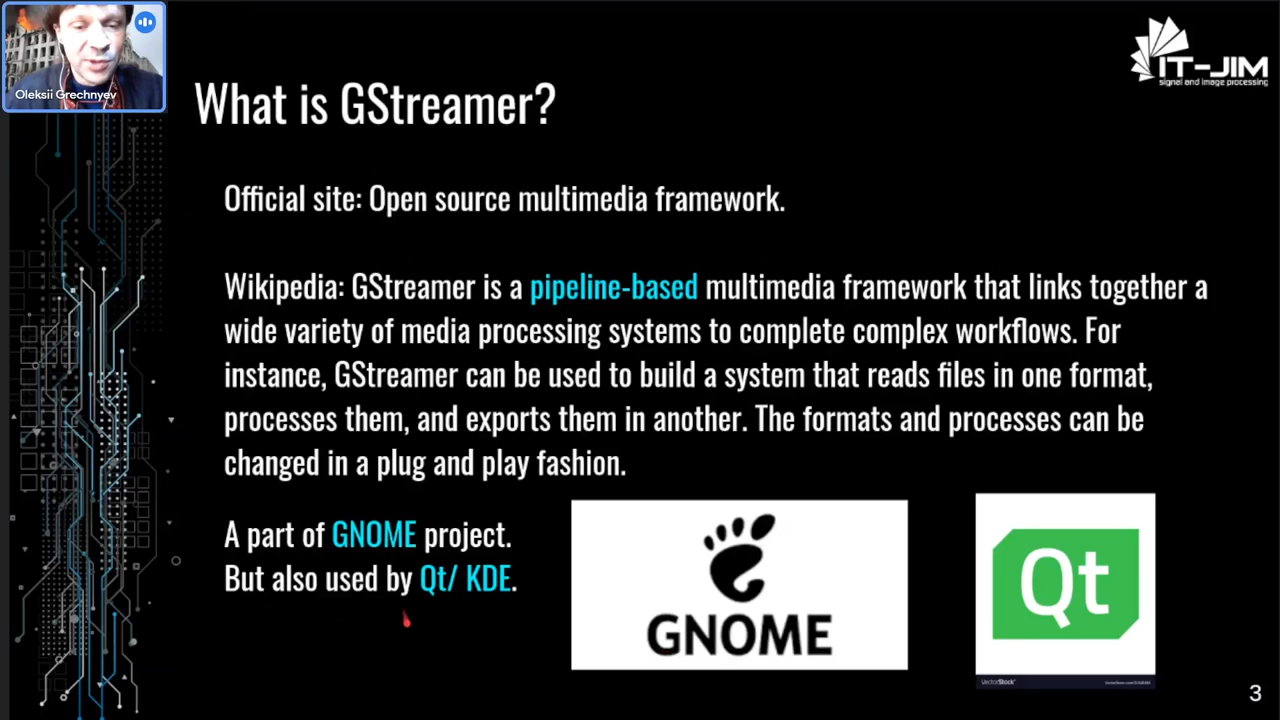 Oleksii Grechnyev
IT-JIM
signal and image processing
What is GStreamer?
Official site: Open source multimedia framework.
Wikipedia: GStreamer is a pipeline-based multimedia framework that links together a
wide variety of media processing systems to complete complex workflows. For
instance, GStreamer can be used to build a system that reads files in one format,
processes them, and exports them in another. The formats and processes can be
changed in a plug and play fashion.
A part of GNOME project.
But also used by Qt/ KDE.
GNOME
Qt
VectorStock
3